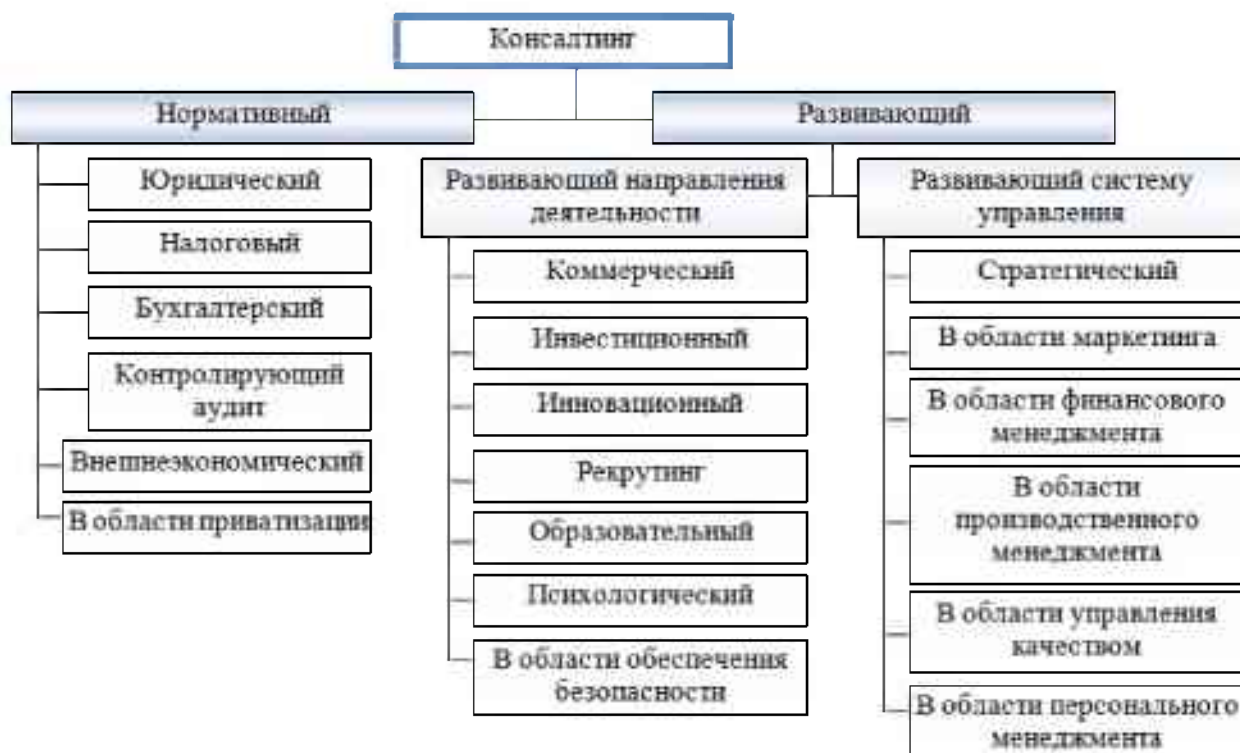 Консалтинг
Нормативный
Юридический
Налоговый
Бухгалтерский
Контролирующий
аудит
Внешнеэкономический
В области приватизации
Развивающий
Развивающий направления
деятельности
Коммерческий
Инвестиционный
Инновационный
Рекрутинг
Образовательный
Психологический
В области обеспечения
безопасности
Развивающий систему
управления
Стратегический
В области маркетинга
В области финансового
менеджмента
В области
производственного
менеджмента
В области управления
качеством
В области персонального
менеджмента